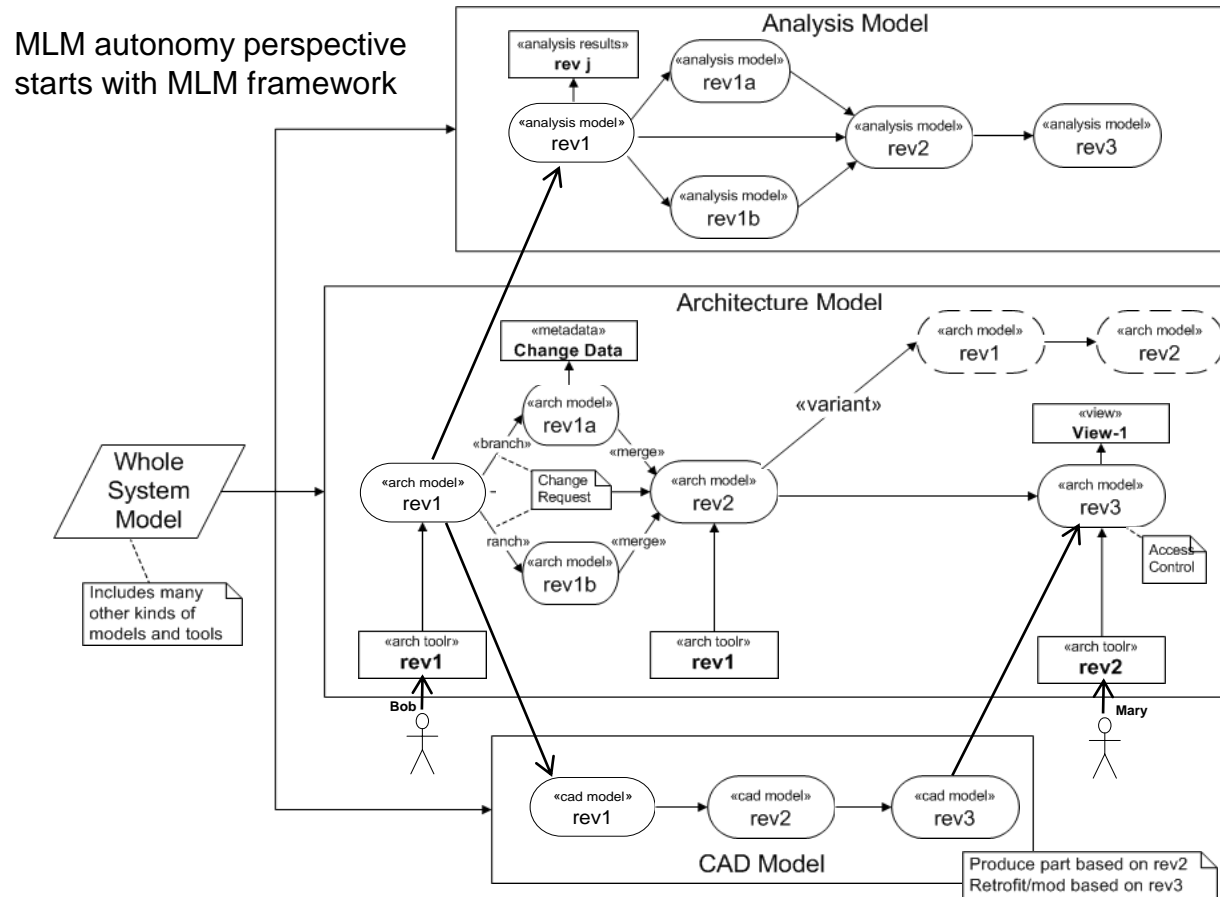 MLM autonomy perspective
starts with MLM framework
Analysis Model
«analysis results»
rev j
«analysis model»
rev1
«analysis model»
rev1a
«analysis model»
rev1b
«analysis model»
rev2
«analysis model»
rev3
Whole
System
Model
Includes many
other kinds of
models and tools
Architecture Model
«metadata»
Change Data
«arch model»
rev1a
«branch»
«merge»
«arch model»
rev1
Change
Request
ranch»
«merge»
«arch model»
rev1b
«arch model»
rev2
«variant»
«arch model»
rev1
«arch model»
rev2
«view»
View-1
«arch model»
rev3
Access
Control
«arch toolr»
rev1
«arch toolr»
rev1
«arch toolr»
rev2
Bob
Mary
«cad model»
rev1
«cad model»
rev2
«cad model»
rev3
CAD Model
Produce part based on rev2
Retrofit/mod based on rev3